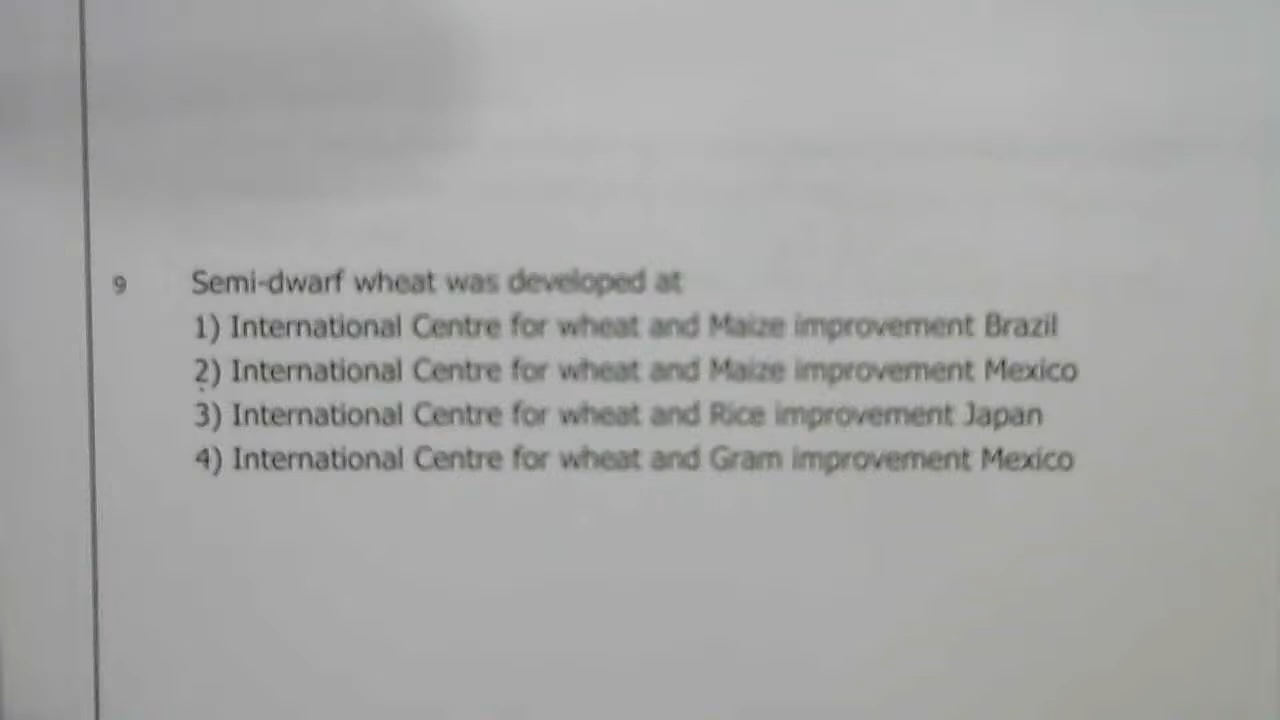 9 Semi-dwarf wheat was developed at
1) International Centre for wheat and Maize improvement Brazil
2) International Centre for wheat and Maize improvement Mexico
3) International Centre for wheat and Rice improvement Japan
4) International Centre for wheat and Gram improvement Mexico